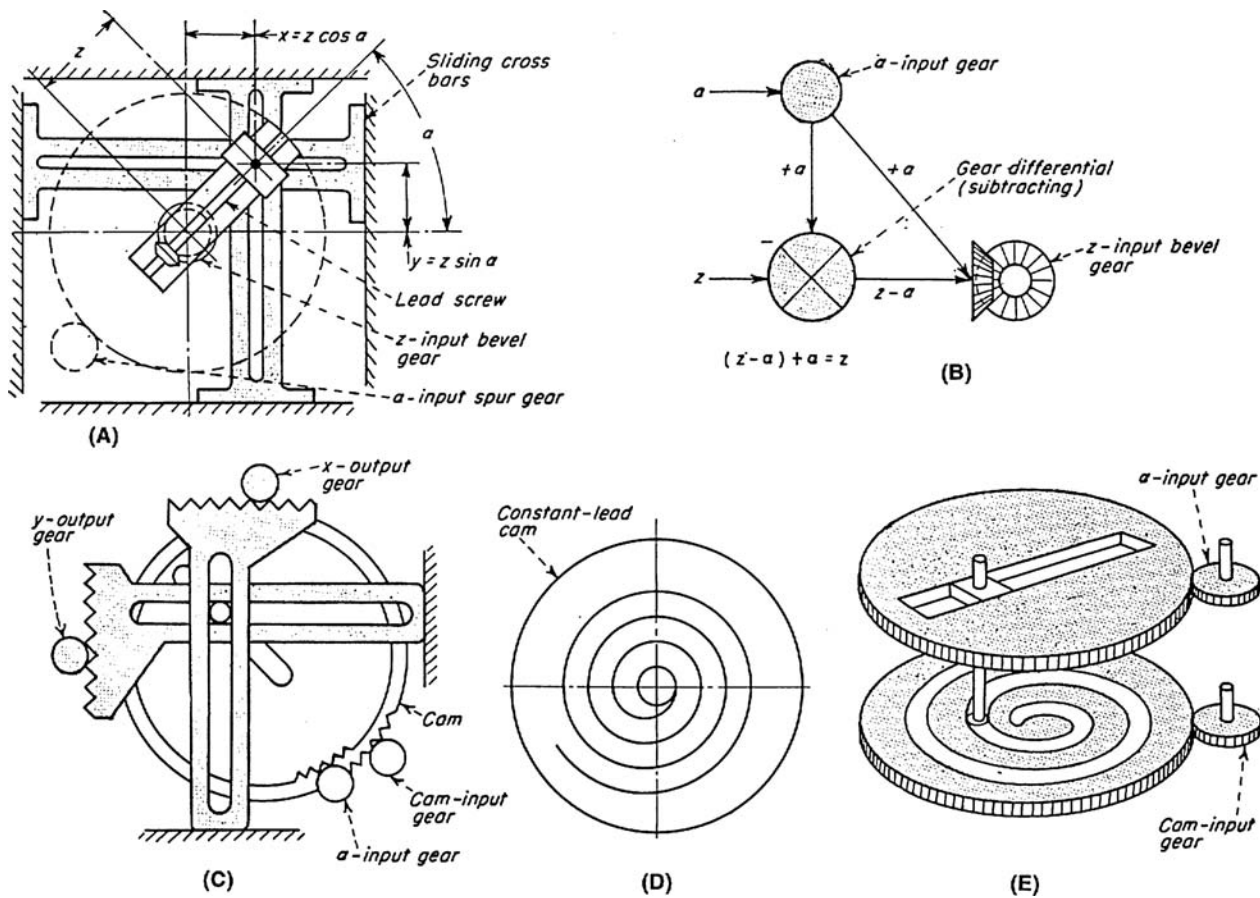 x = z cos a
z
Sliding cross
bars
a
y = z sin a
Lead screw
z-input bevel
gear
a-input spur gear
(A)
a-input gear
a
+a
+a
Gear differential
(subtracting)
−
z
z-a
z-input bevel
gear
(z-a)+a = z
(B)
x-output
gear
y-output
gear
Cam
Cam-input
gear
a-input gear
(C)
Constant-lead
cam
(D)
a-input gear
Cam-input
gear
(E)